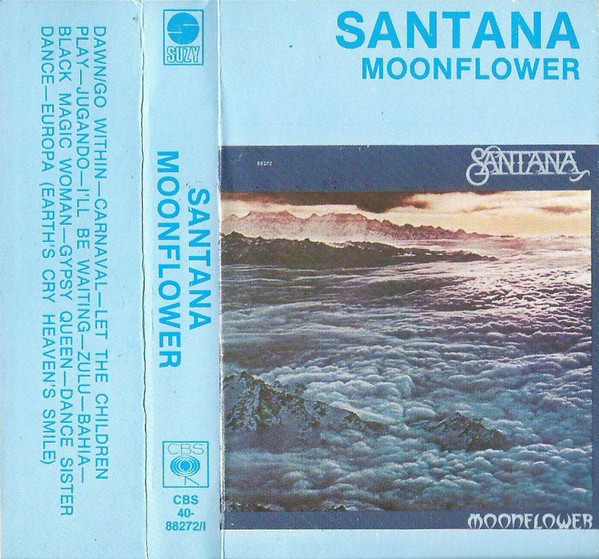 DAWN/GO WITHIN—CARNAVAL—LET THE CHILDREN
PLAY—JUGANDO—I'LL BE WAITING—ZULU—BAHIA—
BLACK MAGIC WOMAN—GYPSY QUEEN—DANCE SISTER
DANCE—EUROPA (EARTH'S CRY HEAVEN'S SMILE)
SUZY
SANTANA
MOONFLOWER
CBS
CBS
40-
88272/I
SANTANA
MOONFLOWER
88272
SANTANA
MOONFLOWER